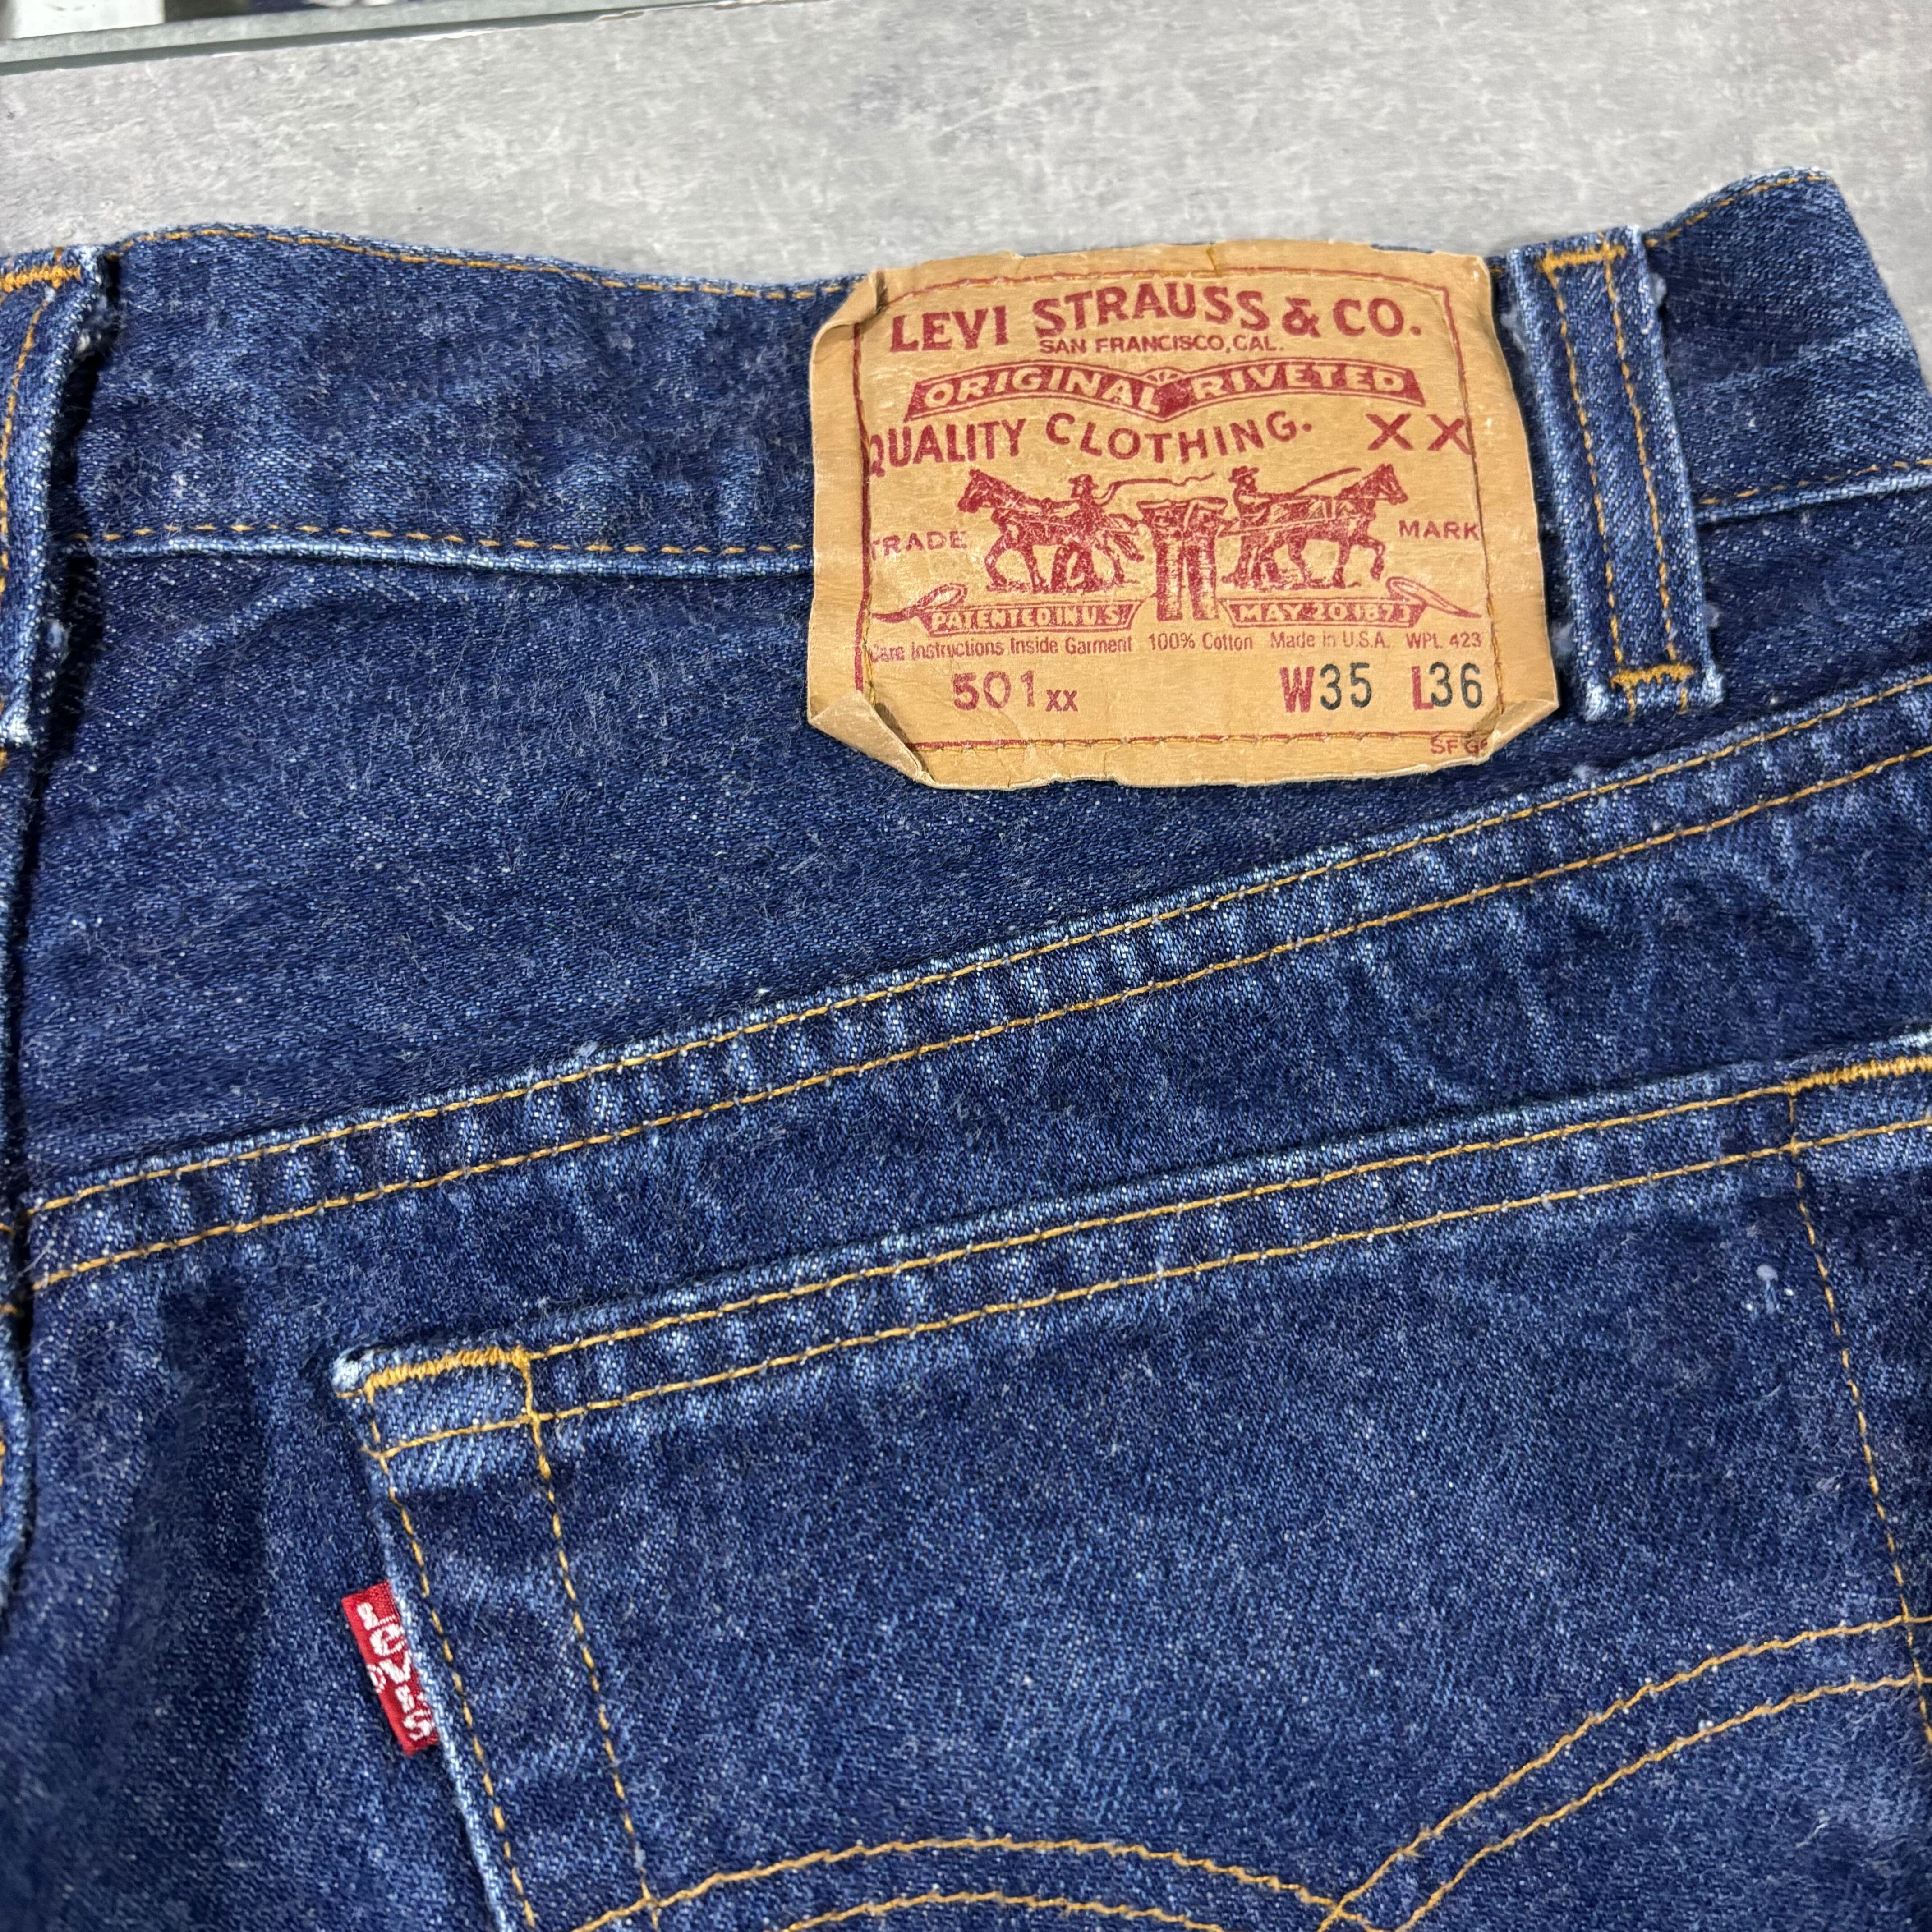 LEVI STRAUSS & CO.
SAN FRANCISCO, CAL.
ORIGINAL RIVETED
QUALITY CLOTHING. XX
TRADE MARK
PATENTED IN U.S. MAY 20 1873
Care Instructions Inside Garment 100% Cotton Made in U.S.A. WPL 423
501xx W35 L36
SF
LEVI'S